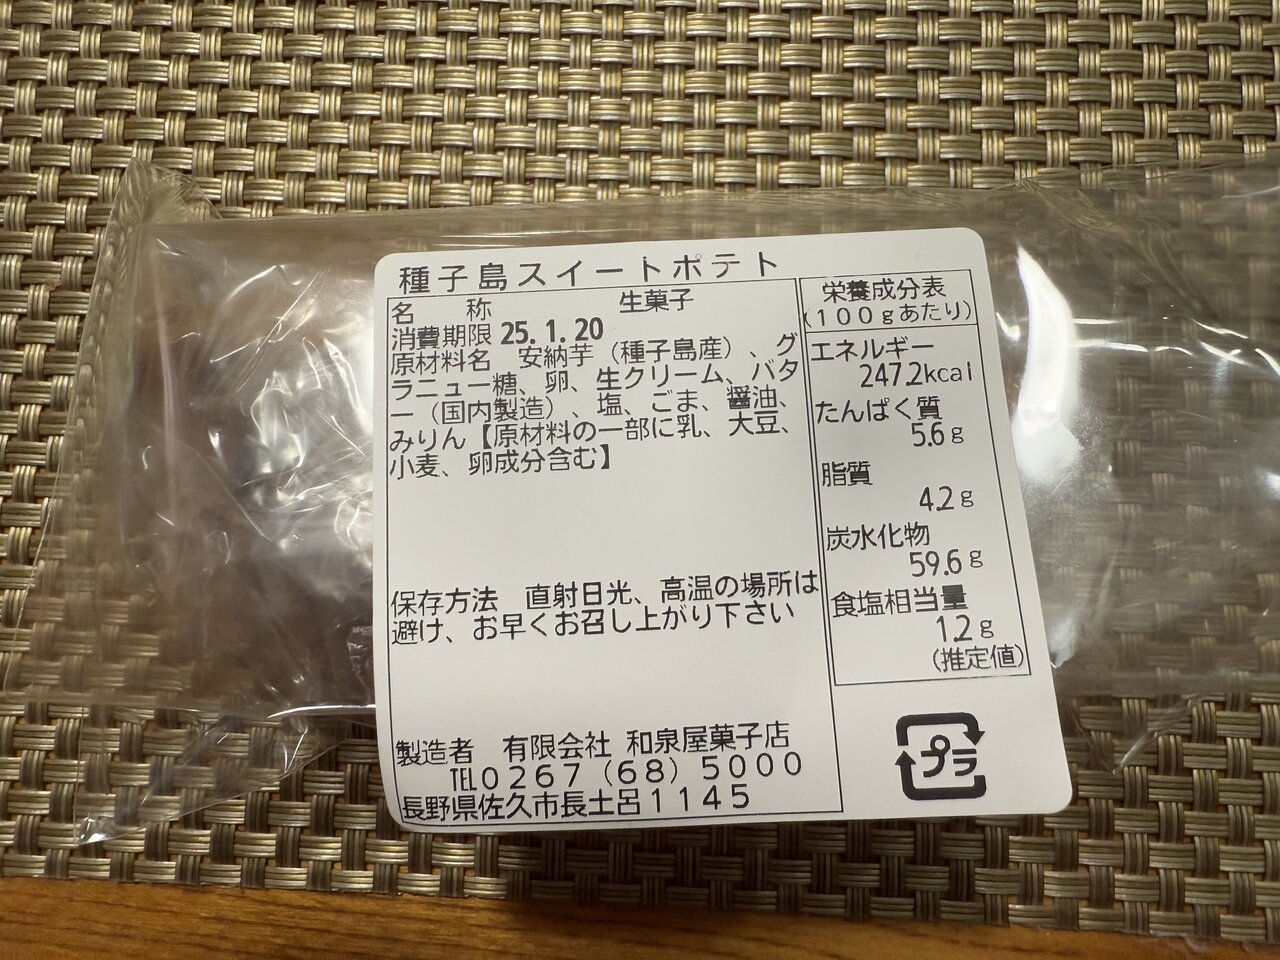 種子島スイートポテト
名　　称　　　　　生菓子
消費期限 25. 1. 20
原材料名　安納芋（種子島産）、グ
ラニュー糖、卵、生クリーム、バタ
ー（国内製造）、塩、ごま、醤油、
みりん【原材料の一部に乳、大豆、
小麦、卵成分含む】
保存方法　直射日光、高温の場所は
避け、お早くお召し上がり下さい
製造者　有限会社 和泉屋菓子店
℡０２６７（６８）５０００
長野県佐久市長土呂１１４５
栄養成分表
(１００ｇあたり)
エネルギー
247.2kcal
たんぱく質
5.6ｇ
脂質
4.2ｇ
炭水化物
59.6ｇ
食塩相当量
1.2ｇ
(推定値)
プラ